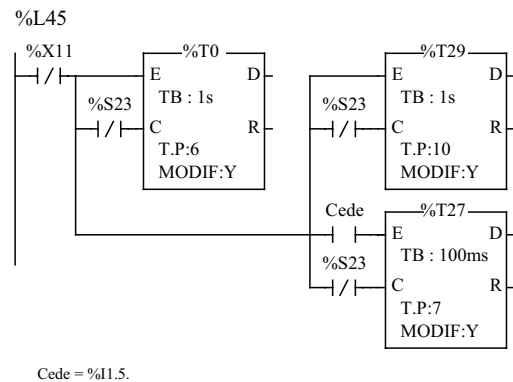 %L45
%X11
%T0
E D
TB : 1s
%S23
C R
T.P:6
MODIF:Y
%T29
E D
TB : 1s
%S23
C R
T.P:10
MODIF:Y
Cede
%T27
E D
TB : 100ms
%S23
C R
T.P:7
MODIF:Y
Cede = %I1.5.